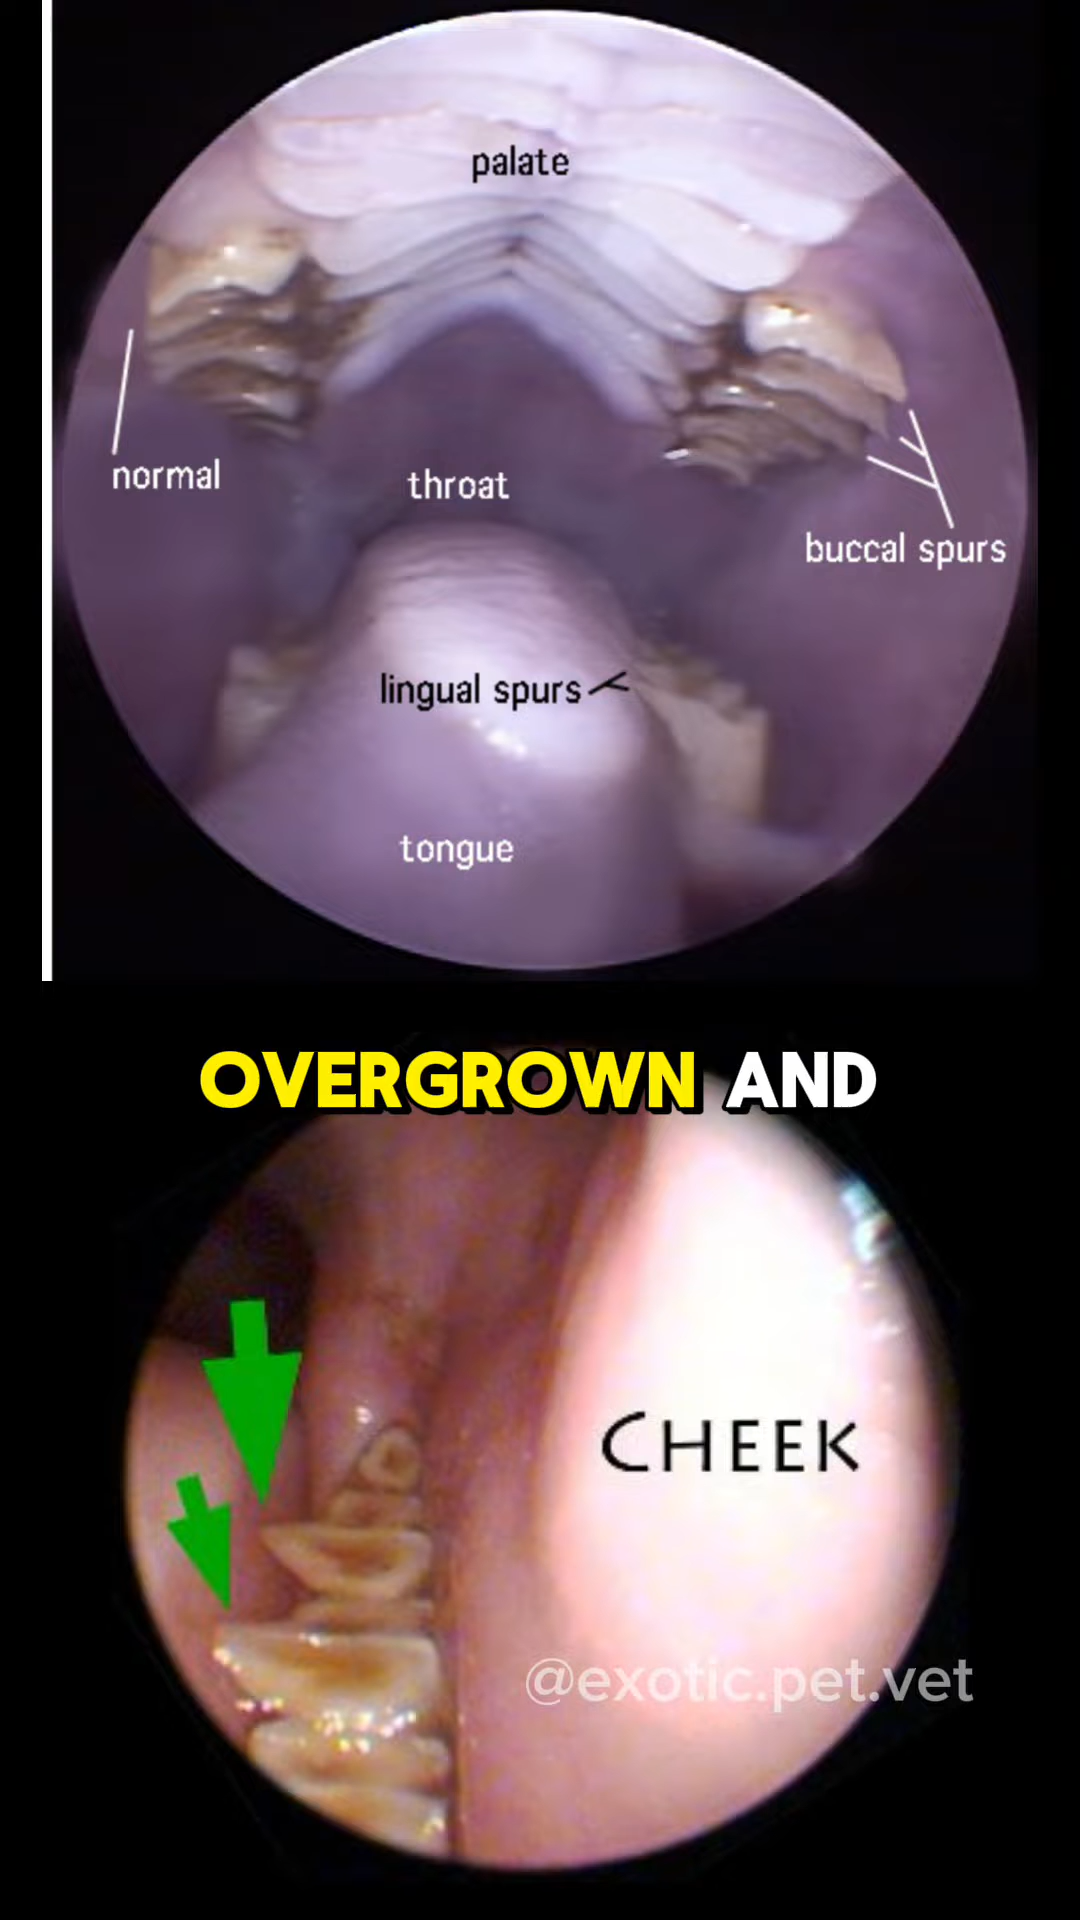 palate
normal
throat
buccal spurs
lingual spurs
tongue
OVERGROWN AND
CHEEK
@exotic.pet.vet